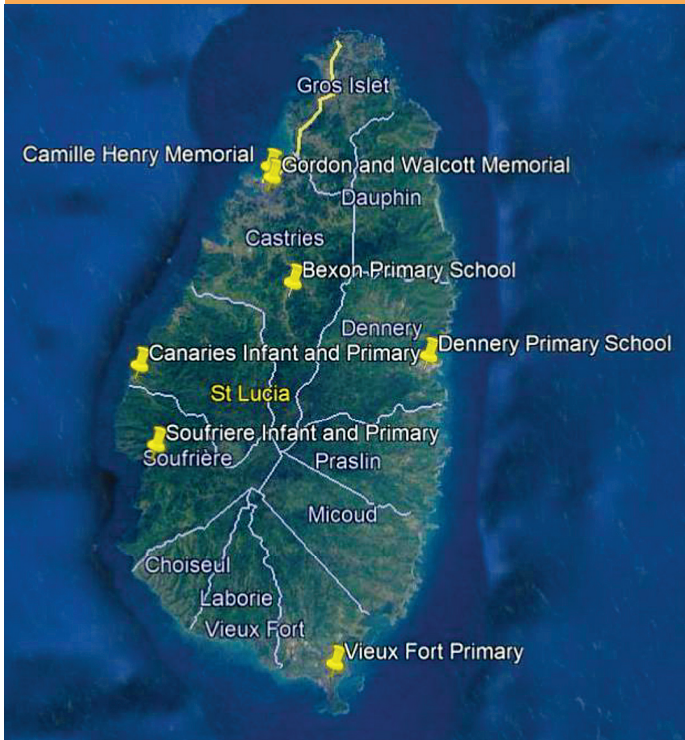 Gros Islet
Camille Henry Memorial
Gordon and Walcott Memorial
Dauphin
Castries
Bexon Primary School
Dennery
Dennery Primary School
Canaries Infant and Primary
St Lucia
Soufriere Infant and Primary
Soufrière
Praslin
Micoud
Choiseul
Laborie
Vieux Fort
Vieux Fort Primary